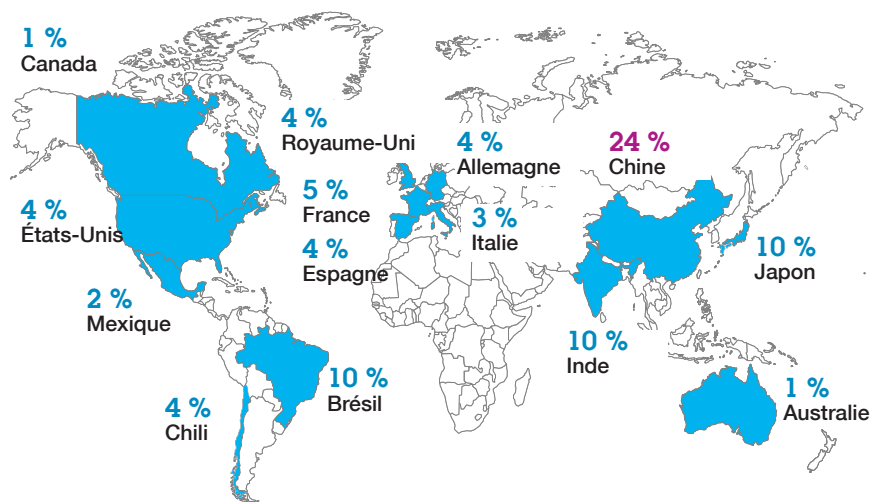 1 %
Canada
4 %
Royaume-Uni
4 %
Allemagne
24 %
Chine
5 %
France
4 %
États-Unis
3 %
Italie
4 %
Espagne
10 %
Japon
2 %
Mexique
10 %
Inde
10 %
Brésil
4 %
Chili
1 %
Australie